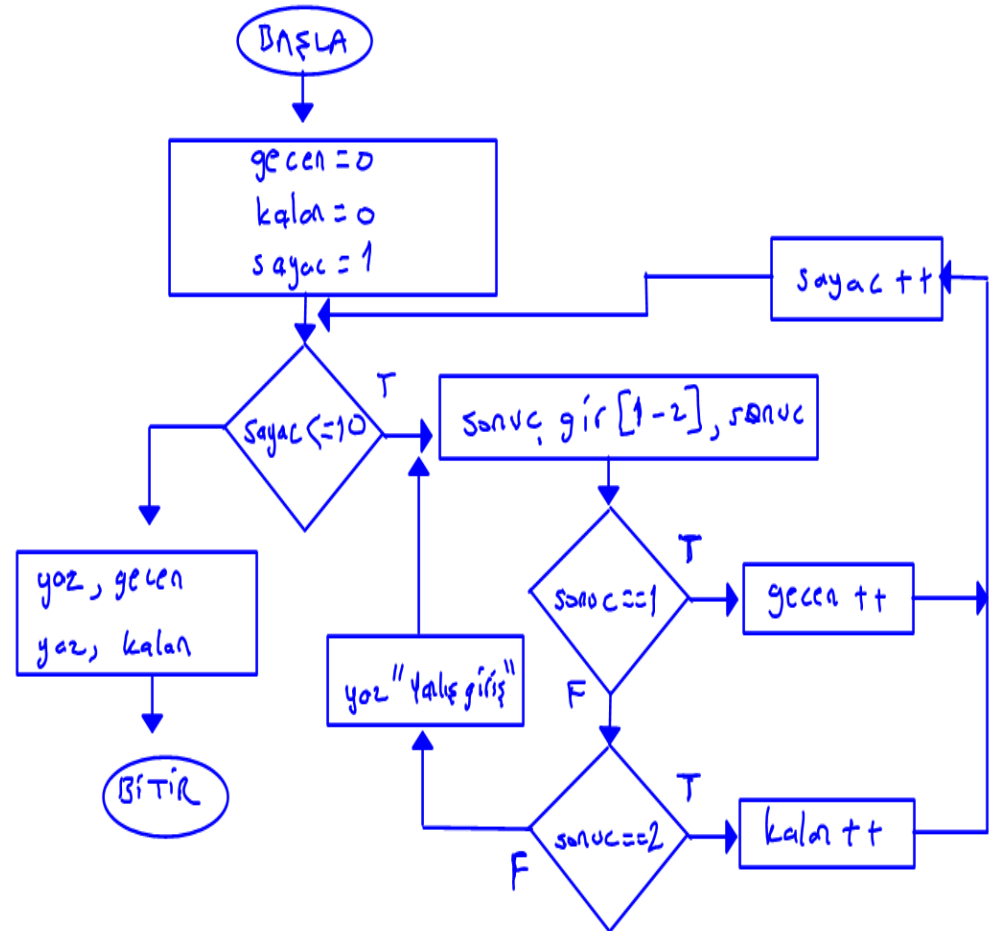 BAŞLA
gecen = 0
kalan = 0
sayac = 1
sayac ++
sayac <= 10
T
sonuc, gir [1-2], sonuc
yaz, gecen
yaz, kalan
BİTİR
sonuc == 1
T
gecen ++
F
yaz "Yanlış giriş"
sonuc == 2
T
kalan ++
F